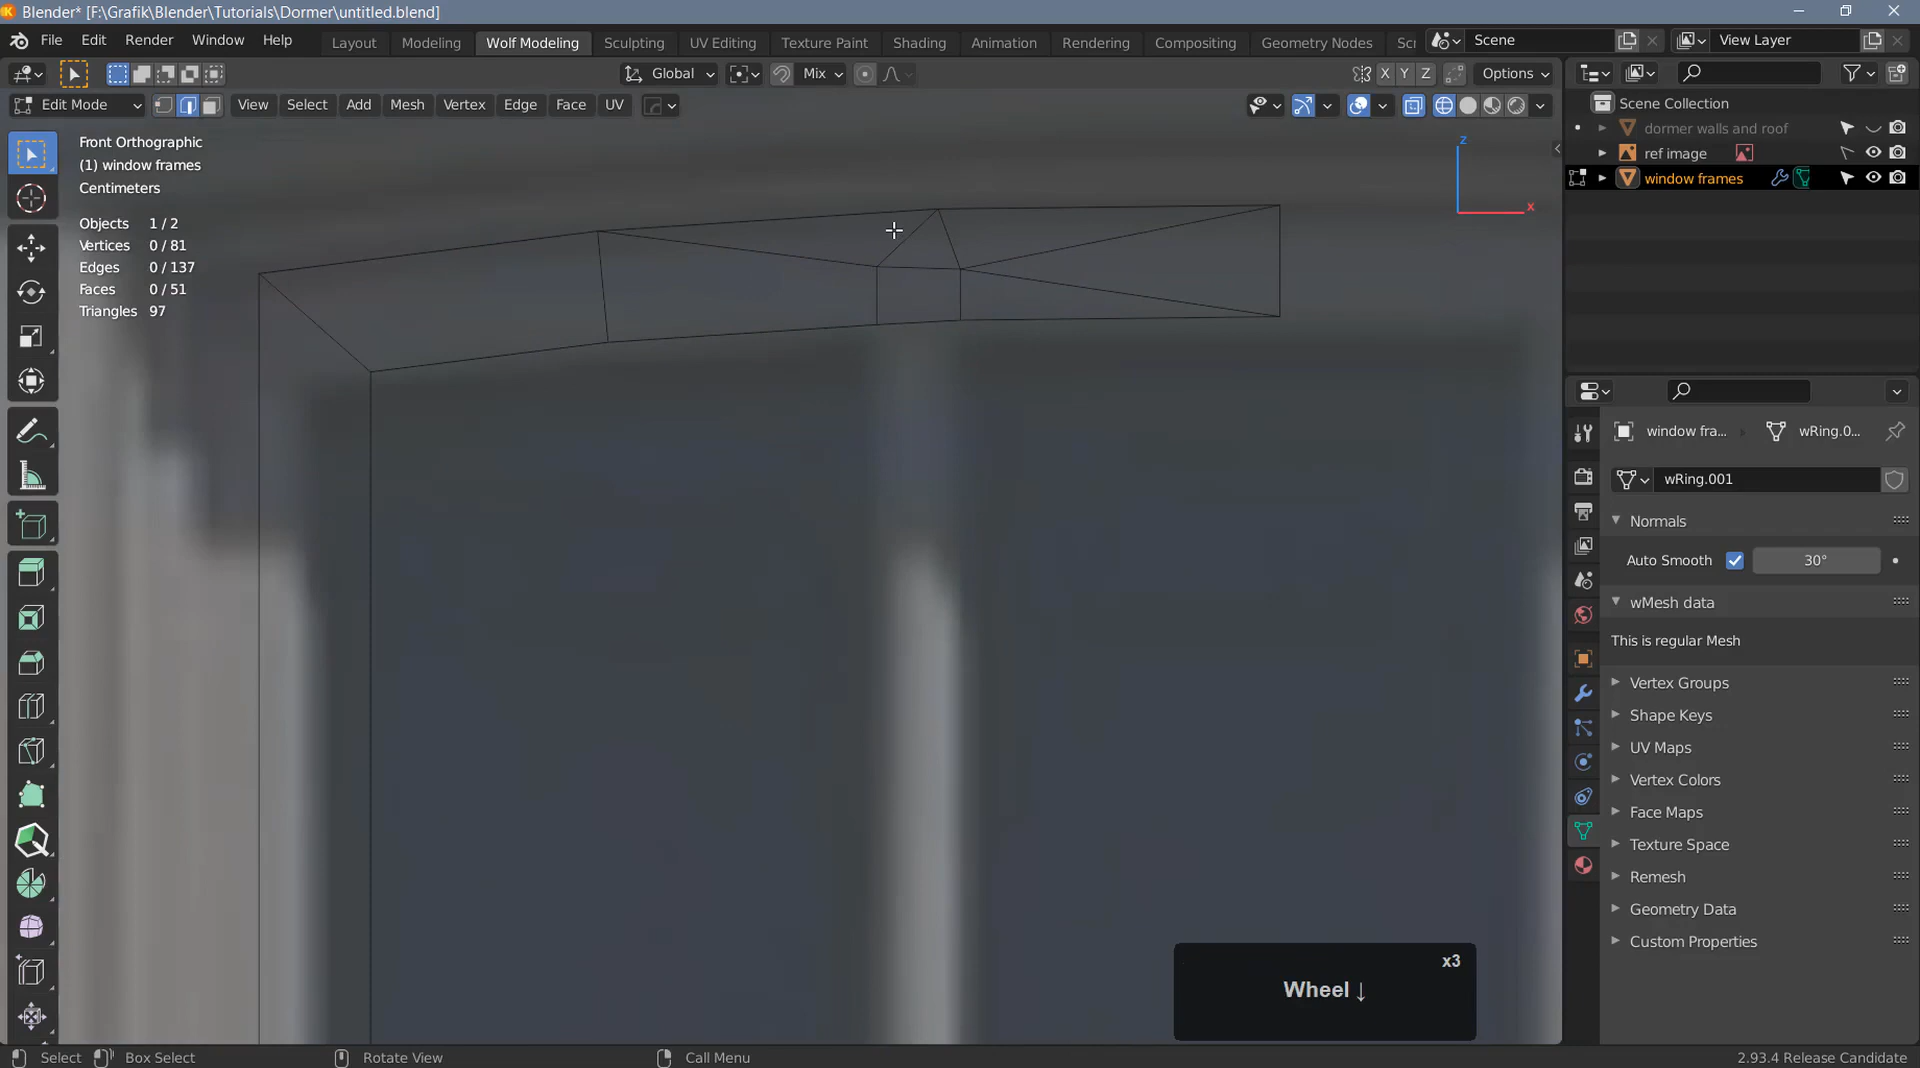 Blender* [F:\Grafik\Blender\Tutorials\Dormer\untitled.blend]
File Edit Render Window Help Layout Modeling Wolf Modeling Sculpting UV Editing Texture Paint Shading Animation Rendering Compositing Geometry Nodes Sc Scene View Layer
Global Mix X Y Z Options
Edit Mode View Select Add Mesh Vertex Edge Face UV
Front Orthographic
(1) window frames
Centimeters
Objects 1 / 2
Vertices 0 / 81
Edges 0 / 137
Faces 0 / 51
Triangles 97
z
x
Scene Collection
dormer walls and roof
ref image
window frames
window fra... wRing.0...
wRing.001
Normals
Auto Smooth 30°
wMesh data
This is regular Mesh
Vertex Groups
Shape Keys
UV Maps
Vertex Colors
Face Maps
Texture Space
Remesh
Geometry Data
Custom Properties
x3
Wheel ↓
Select Box Select Rotate View Call Menu 2.93.4 Release Candidate